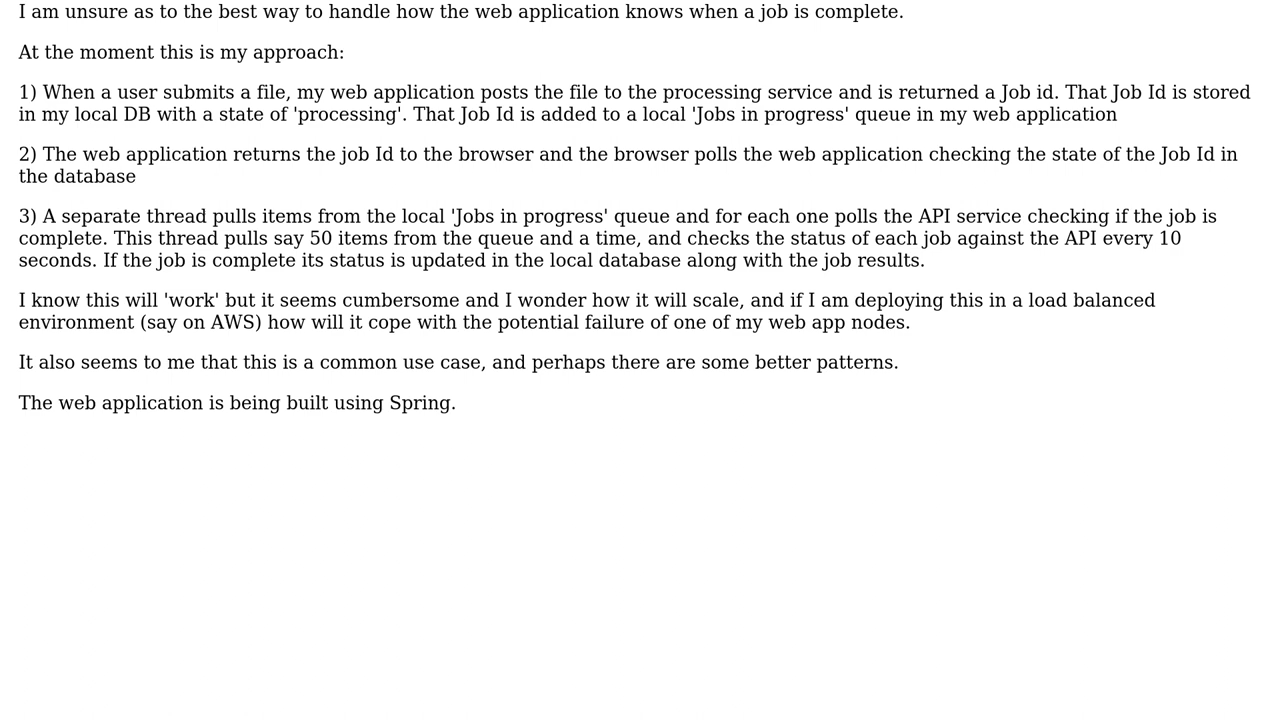 I am unsure as to the best way to handle how the web application knows when a job is complete.
At the moment this is my approach:
1) When a user submits a file, my web application posts the file to the processing service and is returned a Job id. That Job Id is stored
in my local DB with a state of 'processing'. That Job Id is added to a local 'Jobs in progress' queue in my web application
2) The web application returns the job Id to the browser and the browser polls the web application checking the state of the Job Id in
the database
3) A separate thread pulls items from the local 'Jobs in progress' queue and for each one polls the API service checking if the job is
complete. This thread pulls say 50 items from the queue and a time, and checks the status of each job against the API every 10
seconds. If the job is complete its status is updated in the local database along with the job results.
I know this will 'work' but it seems cumbersome and I wonder how it will scale, and if I am deploying this in a load balanced
environment (say on AWS) how will it cope with the potential failure of one of my web app nodes.
It also seems to me that this is a common use case, and perhaps there are some better patterns.
The web application is being built using Spring.